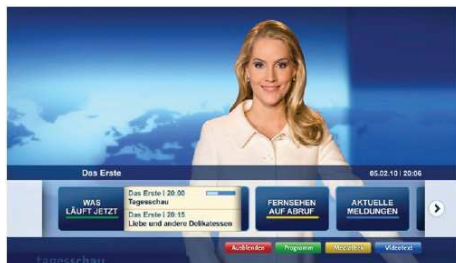 Das Erste
05.02.10 | 20:06
WAS
LÄUFT JETZT
Das Erste | 20:00
Tagesschau
Das Erste | 20:15
Liebe und andere Delikatessen
FERNSEHEN
AUF ABRUF
AKTUELLE
MELDUNGEN
Ausblenden
Programm
Mediathek
Videotext
tagesschau